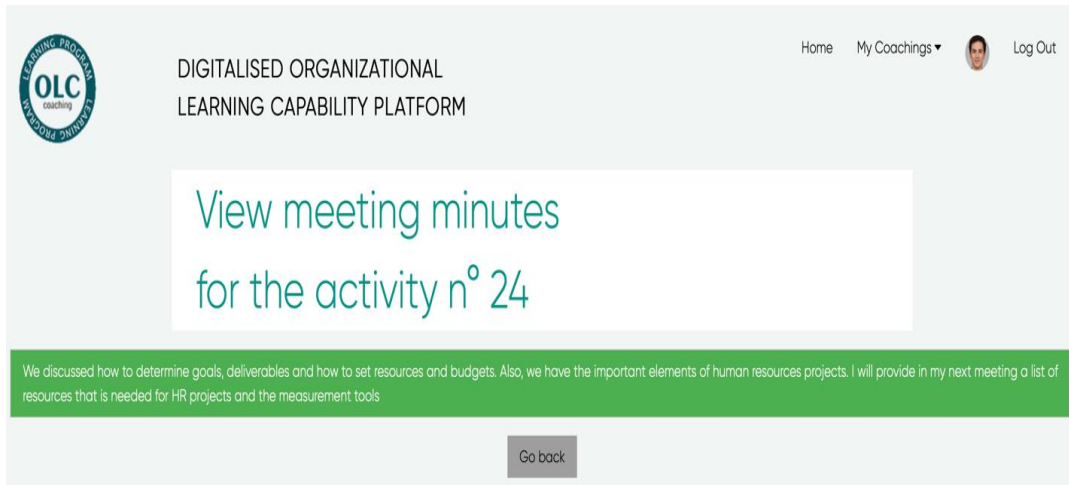 LEARNING PROGRAM
OLC
coaching
LEARNING PROGRAM
DIGITALISED ORGANIZATIONAL
LEARNING CAPABILITY PLATFORM
Home My Coachings Log Out
View meeting minutes
for the activity n° 24
We discussed how to determine goals, deliverables and how to set resources and budgets. Also, we have the important elements of human resources projects. I will provide in my next meeting a list of
resources that is needed for HR projects and the measurement tools
Go back